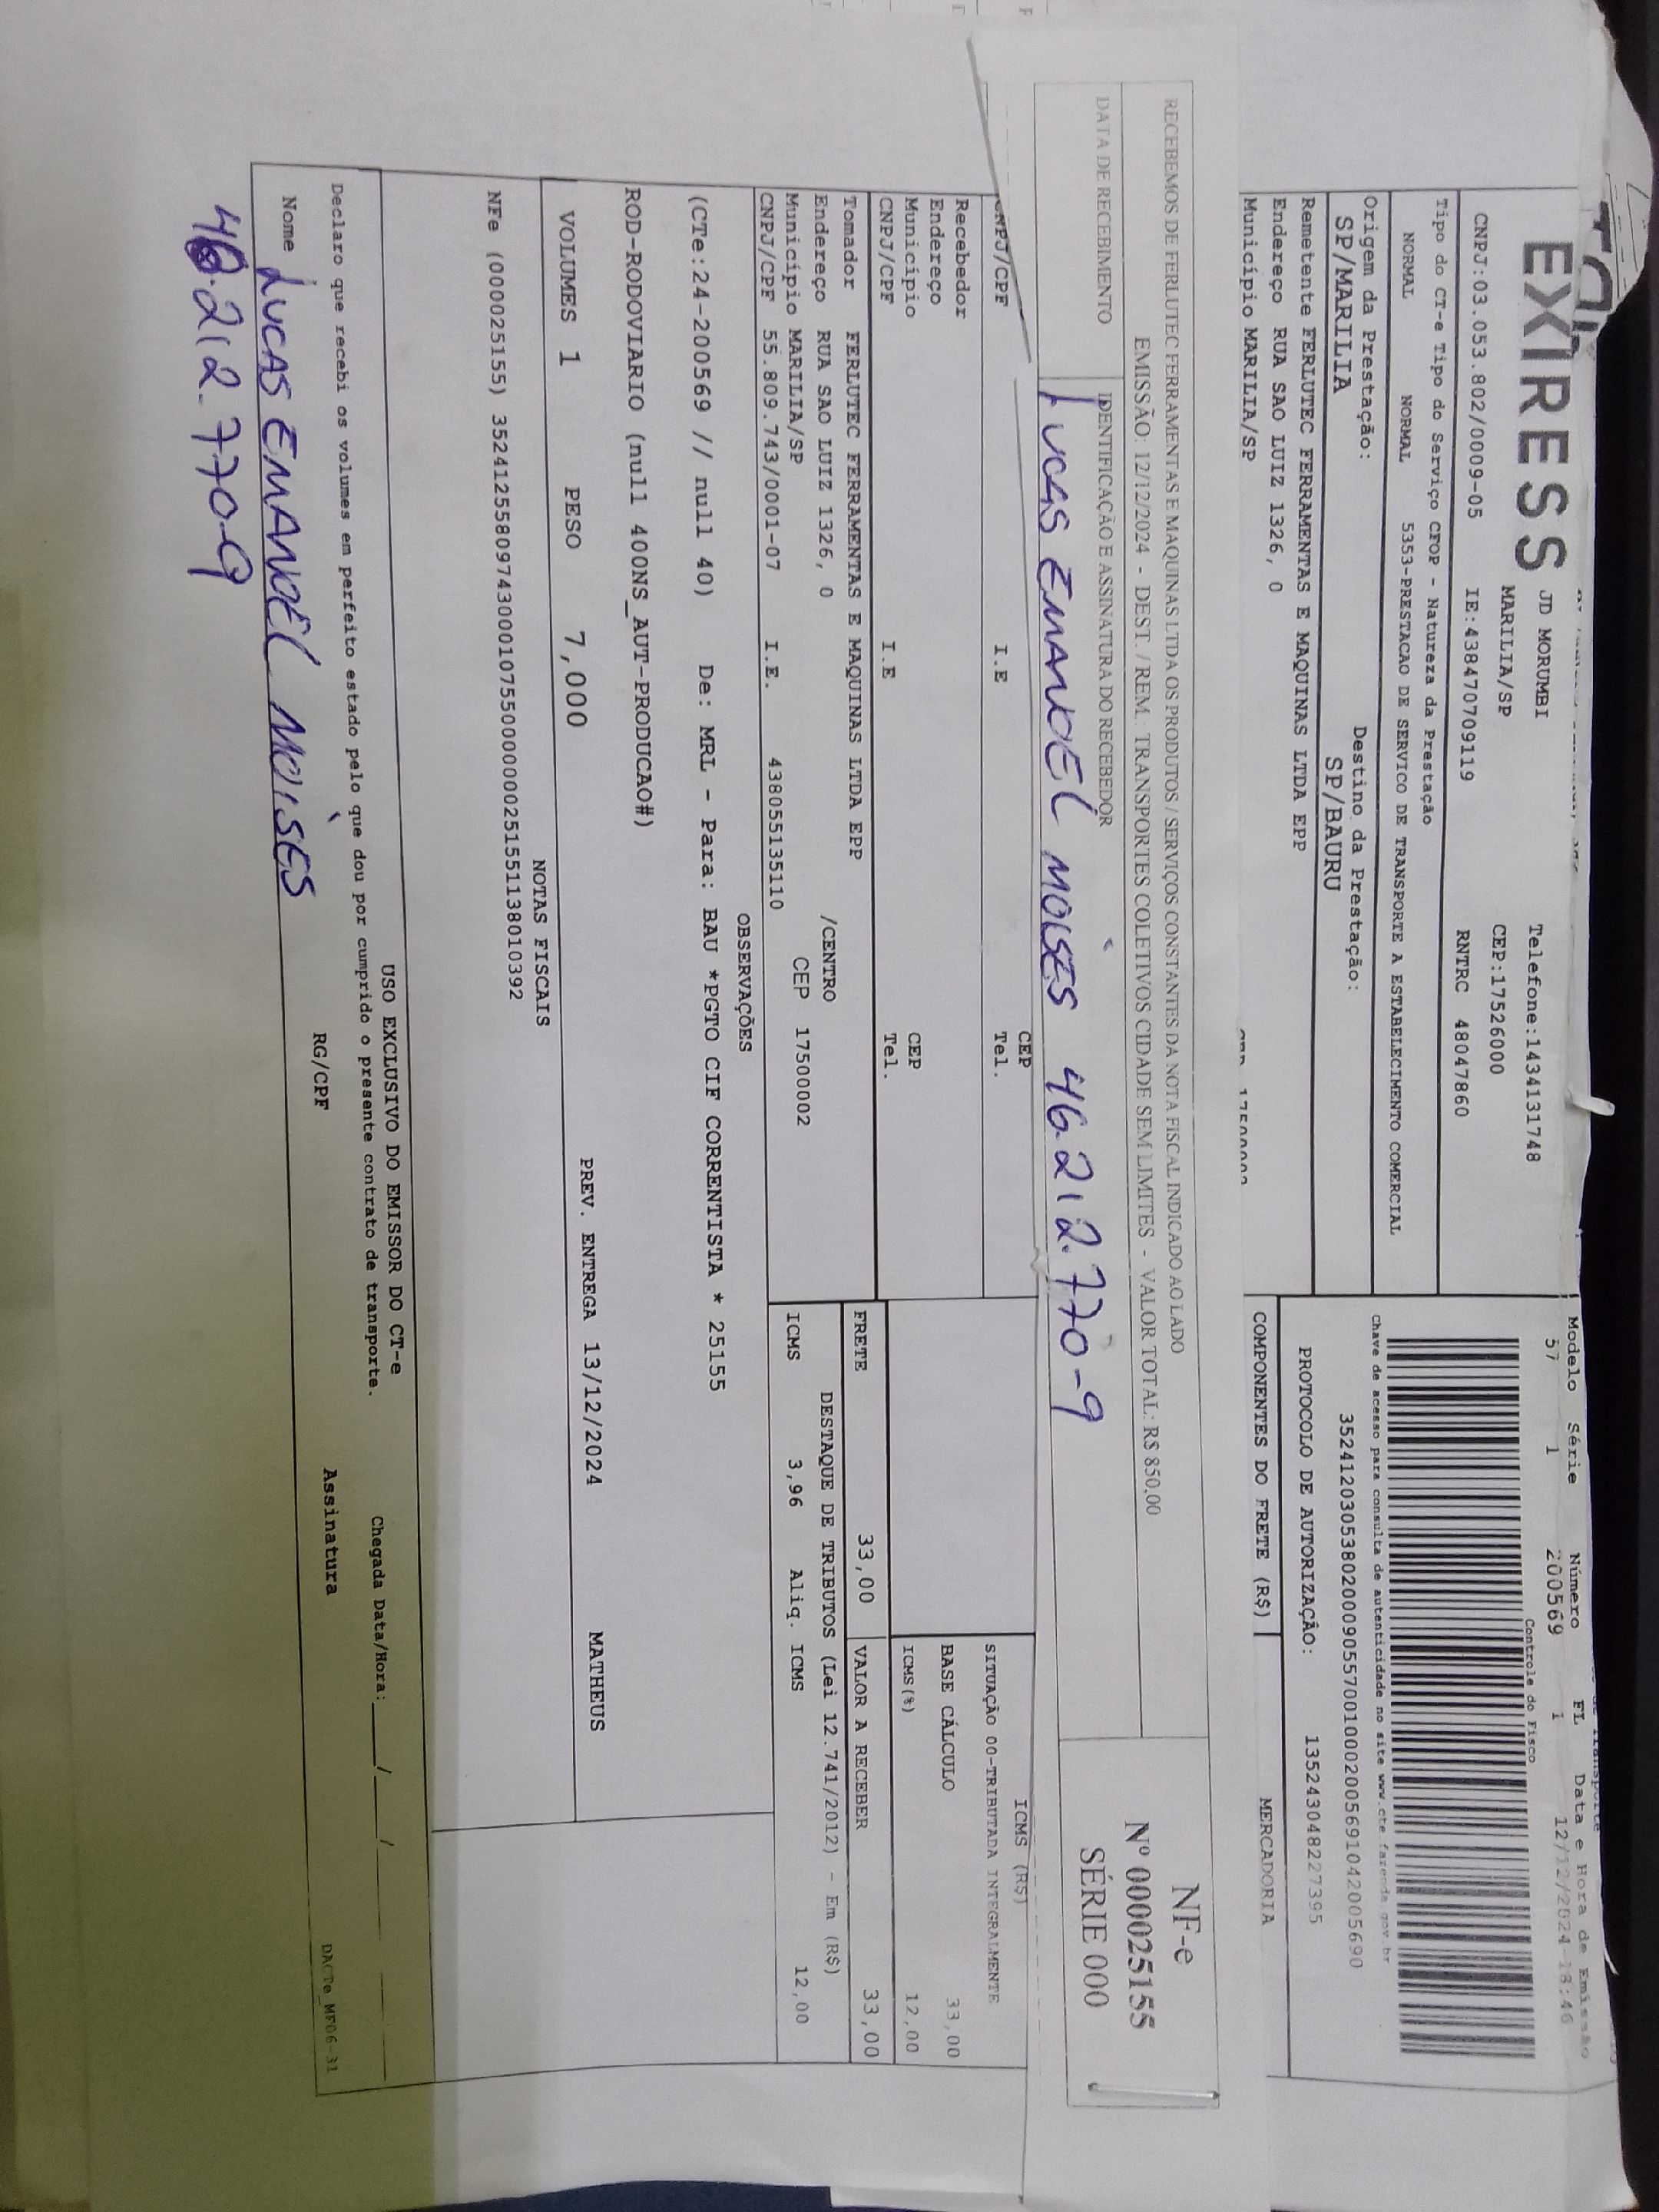 EXPRESS
JD MORUMBI
MARILIA/SP
Telefone:1434131748
CEP:17526000
CNPJ:03.053.802/0009-05 IE:438470709119 RNTRC 48047860
Modelo Série Número FL Data e Hora de Emissão
57 1 200569 1 12/12/2024 18:46
Controle do Fisco
Tipo do CT-e Tipo do Serviço CFOP - Natureza da Prestação
NORMAL NORMAL 5353-PRESTACAO DE SERVICO DE TRANSPORTE A ESTABELECIMENTO COMERCIAL
Chave de acesso para consulta de autenticidade no site www.cte.fazenda.gov.br
35241203053802000905570010002005691042005690
Origem da Prestação: Destino da Prestação:
SP/MARILIA SP/BAURU
PROTOCOLO DE AUTORIZAÇÃO: 135243048227395
Remetente FERLUTEC FERRAMENTAS E MAQUINAS LTDA EPP
Endereço RUA SAO LUIZ 1326, 0
Município MARILIA/SP
COMPONENTES DO FRETE (R$) MERCADORIA
RECEBEMOS DE FERLUTEC FERRAMENTAS E MAQUINAS LTDA OS PRODUTOS / SERVIÇOS CONSTANTES DA NOTA FISCAL INDICADO AO LADO
EMISSÃO: 12/12/2024 - DEST. / REM.: TRANSPORTES COLETIVOS CIDADE SEM LIMITES - VALOR TOTAL: R$ 850,00
DATA DE RECEBIMENTO IDENTIFICAÇÃO E ASSINATURA DO RECEBEDOR
LUCAS EMANOEL MOISES 46.212.770-9
NF-e
Nº 000025155
SÉRIE 000
CEP
CNPJ/CPF I.E Tel.
ICMS (R$)
SITUAÇÃO 00-TRIBUTADA INTEGRALMENTE
Recebedor
Endereço
Município CEP
CNPJ/CPF I.E Tel.
BASE CÁLCULO 33,00
ICMS(%) 12,00
Tomador FERLUTEC FERRAMENTAS E MAQUINAS LTDA EPP
Endereço RUA SAO LUIZ 1326, 0 /CENTRO
Município MARILIA/SP CEP 17500002
CNPJ/CPF 55.809.743/0001-07 I.E. 438055135110
FRETE 33,00 VALOR A RECEBER 33,00
DESTAQUE DE TRIBUTOS (Lei 12.741/2012) - Em (R$)
ICMS 3,96 Aliq. ICMS 12,00
OBSERVAÇÕES
(CTe:24-200569 // null 40) De: MRL - Para: BAU *PGTO CIF CORRENTISTA * 25155
ROD-RODOVIARIO (null 400NS_AUT-PRODUCAO#)
VOLUMES 1 PESO 7,000 PREV. ENTREGA 13/12/2024 MATHEUS
NOTAS FISCAIS
NFe (000025155) 35241255809743000107550000000251551138010392
USO EXCLUSIVO DO EMISSOR DO CT-e
Declaro que recebi os volumes em perfeito estado pelo que dou por cumprido o presente contrato de transporte. Chegada Data/Hora:____/____/____
Nome LUCAS EMANOEL MOISES RG/CPF Assinatura
46.212.770-9
DACTe_MF06-31